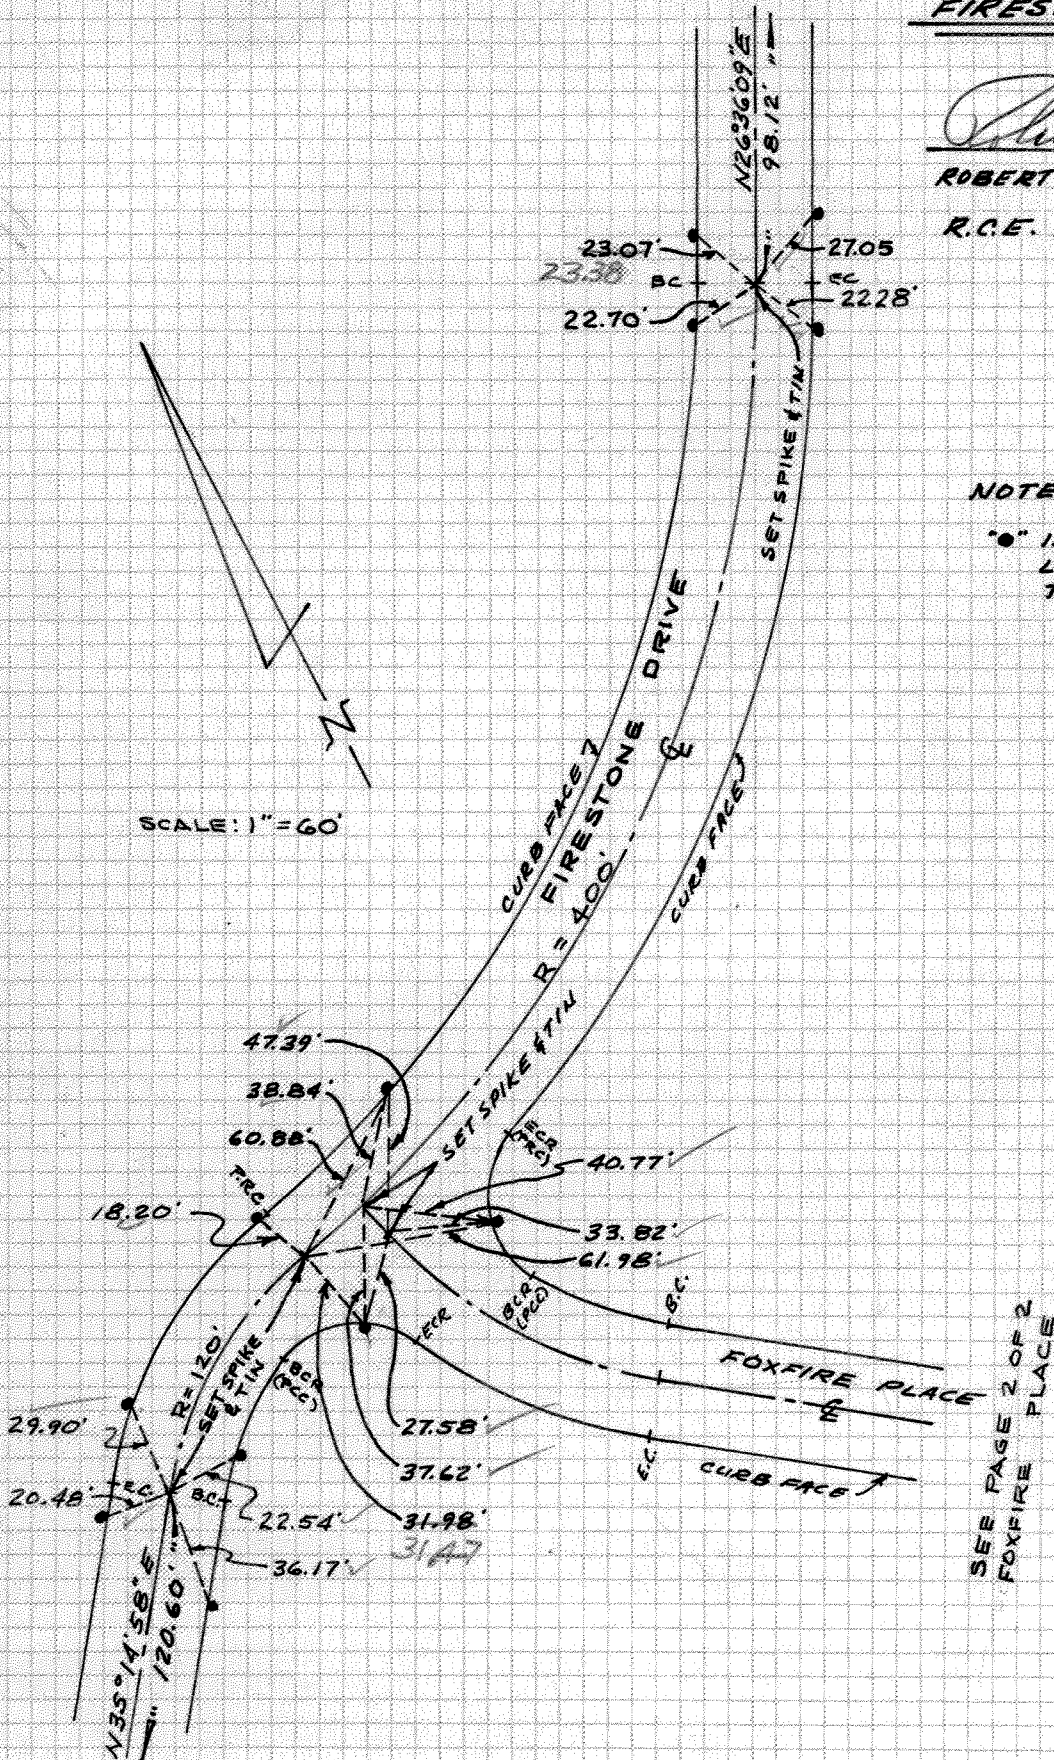 FIRES
ROBERT
R.C.E.
N26°36'09"E
98.12'
23.07'
23.38
BC
22.70'
27.05
EC
22.28'
SET SPIKE & TIN
NOTE
"●"
SCALE: 1"=60'
N
CURB FACE
FIRESTONE DRIVE
R = 400'
CURB FACE
SET SPIKE & TIN
47.39'
38.84'
60.88'
P.R.C.
18.20'
ECR
(PRC)
40.77'
33.82'
61.98'
BCR
(PCC)
B.C.
ECR
FOXFIRE PLACE
E.C.
CURB FACE
R = 120'
SET SPIKE
& TIN
BCR
(PCC)
29.90'
20.48'
E.C.
B.C.
27.58'
37.62'
31.98'
22.54'
36.17'
N35°14'58"E
120.60'
SEE PAGE 2 OF 2
FOXFIRE PLACE